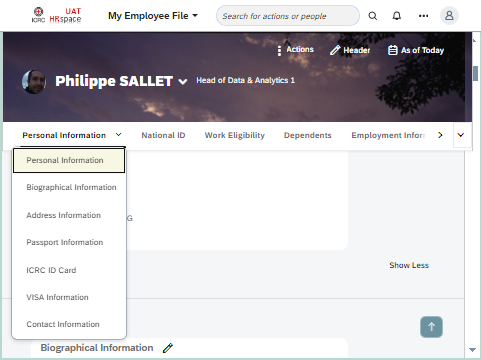 ICRC
UAT
HRspace
My Employee File
Search for actions or people
Actions
Header
As of Today
Philippe SALLET
Head of Data & Analytics 1
Personal Information
National ID
Work Eligibility
Dependents
Employment Infor
Personal Information
Biographical Information
Address Information
G
Passport Information
ICRC ID Card
Show Less
VISA Information
Contact Information
Biographical Information